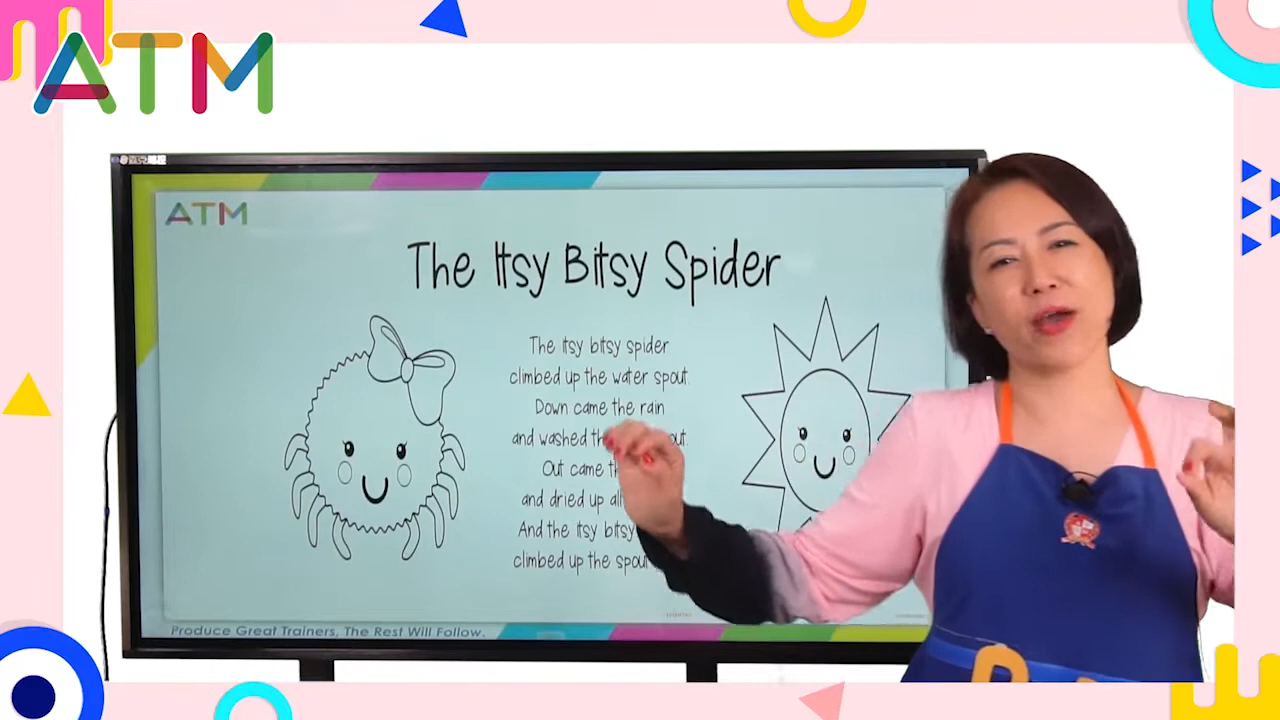 ATM
ATM
The Itsy Bitsy Spider
The itsy bitsy spider
climbed up the water spout.
Down came the rain
and washed
Out came
and dried up all
And the itsy bitsy
climbed up the spout
Produce Great Trainers, The Rest Will Follow.